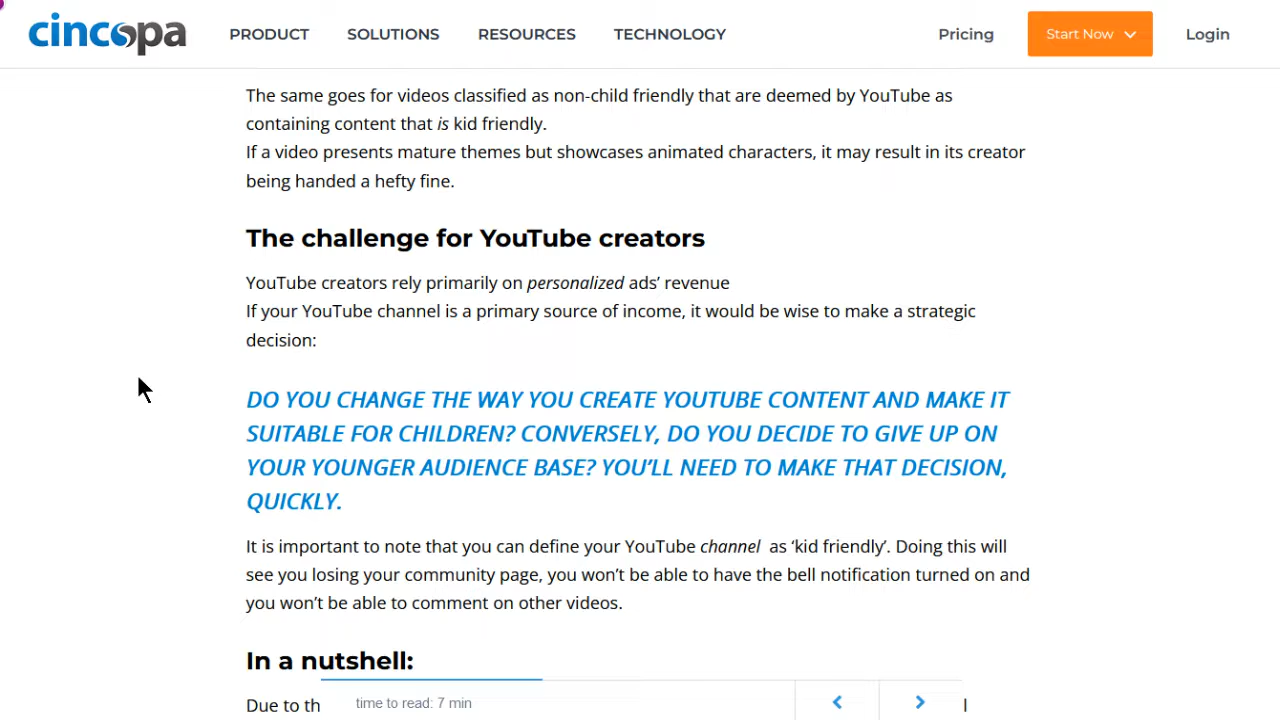 cincopa PRODUCT SOLUTIONS RESOURCES TECHNOLOGY Pricing Start Now Login
The same goes for videos classified as non-child friendly that are deemed by YouTube as
containing content that is kid friendly.
If a video presents mature themes but showcases animated characters, it may result in its creator
being handed a hefty fine.
The challenge for YouTube creators
YouTube creators rely primarily on personalized ads’ revenue
If your YouTube channel is a primary source of income, it would be wise to make a strategic
decision:
DO YOU CHANGE THE WAY YOU CREATE YOUTUBE CONTENT AND MAKE IT
SUITABLE FOR CHILDREN? CONVERSELY, DO YOU DECIDE TO GIVE UP ON
YOUR YOUNGER AUDIENCE BASE? YOU’LL NEED TO MAKE THAT DECISION,
QUICKLY.
It is important to note that you can define your YouTube channel as ‘kid friendly’. Doing this will
see you losing your community page, you won’t be able to have the bell notification turned on and
you won’t be able to comment on other videos.
In a nutshell:
Due to th
time to read: 7 min